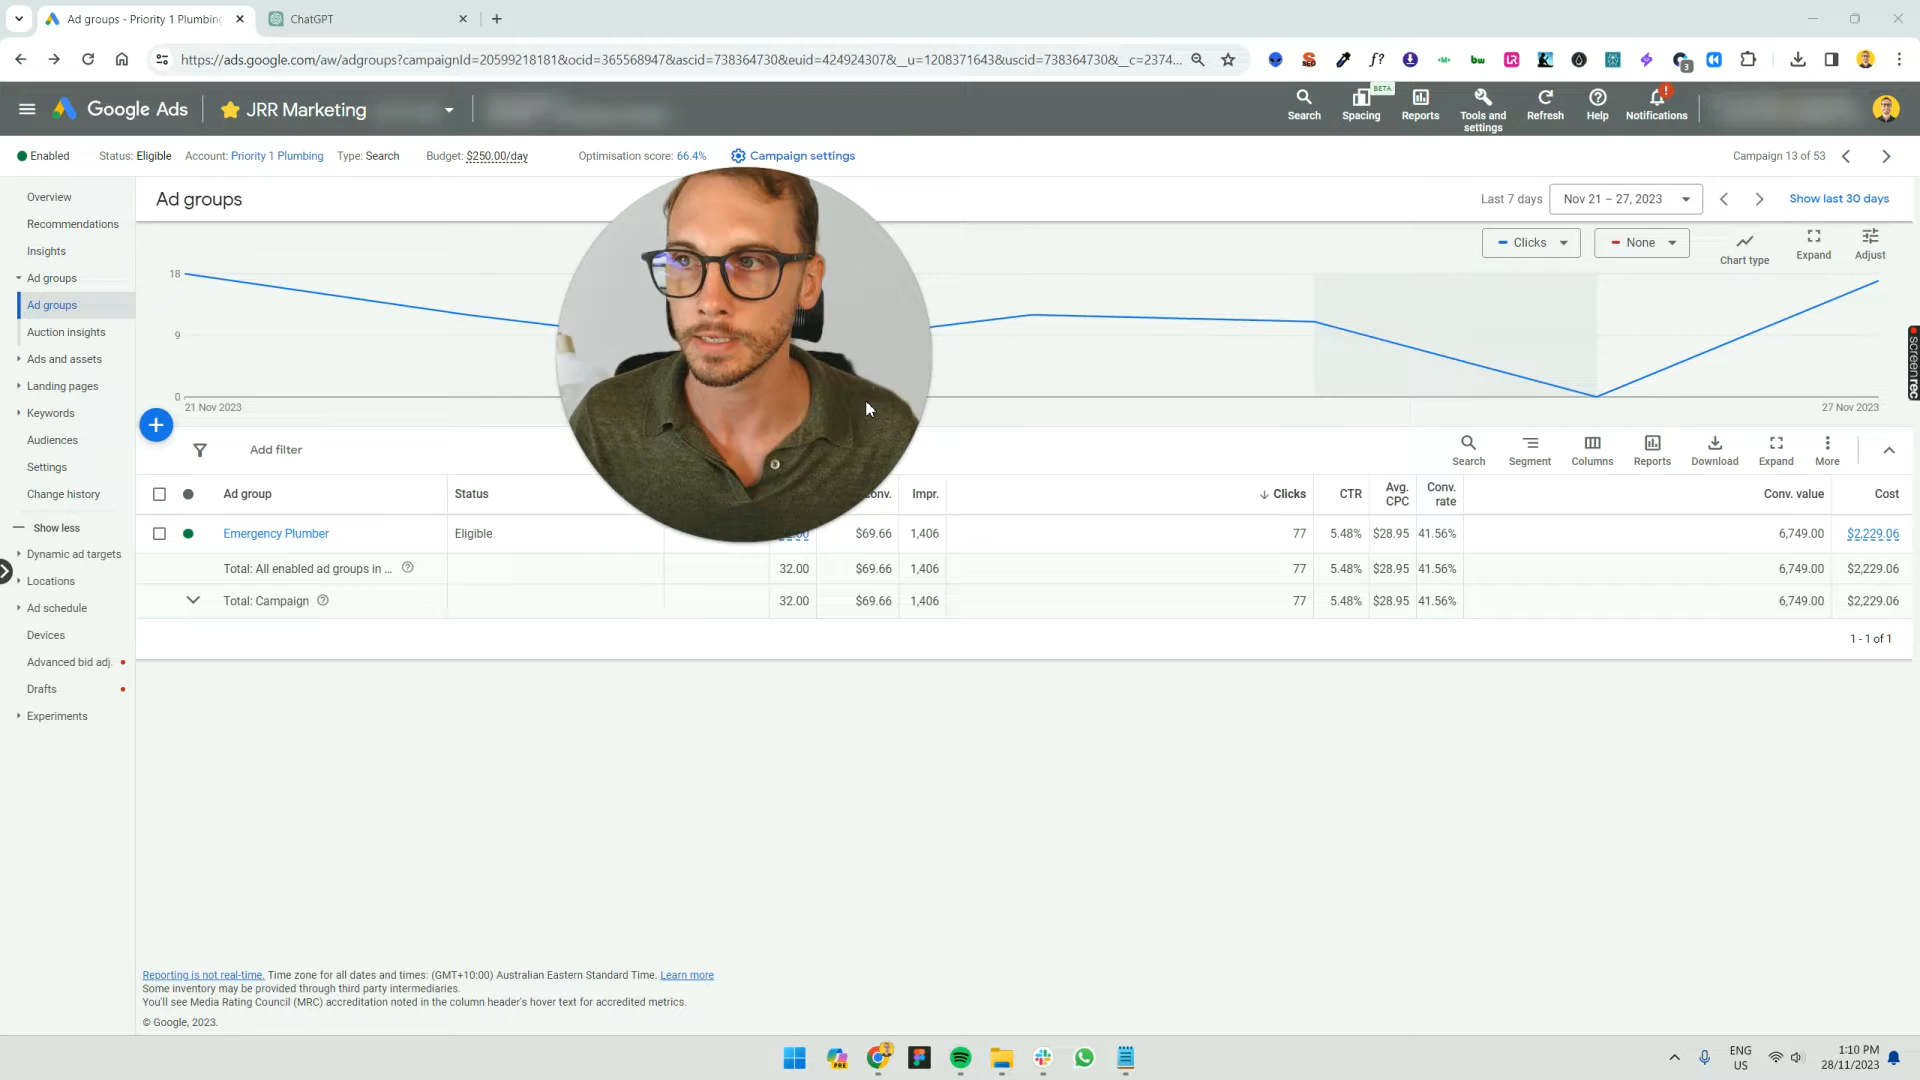 Ad groups - Priority 1 Plumbing
ChatGPT
https://ads.google.com/aw/adgroups?campaignId=20599218181&ocid=365568947&ascid=738364730&euid=424924307&__u=1208371643&uscid=738364730&__c=2374...
Google Ads
JRR Marketing
Search
BETA
Spacing
Reports
Tools and
settings
Refresh
Help
Notifications
Enabled
Status: Eligible
Account: Priority 1 Plumbing
Type: Search
Budget: $250.00/day
Optimisation score: 66.4%
Campaign settings
Campaign 13 of 53
Overview
Recommendations
Insights
Ad groups
Ad groups
Auction insights
Ads and assets
Landing pages
Keywords
Audiences
Settings
Change history
Show less
Dynamic ad targets
Locations
Ad schedule
Devices
Advanced bid adj.
Drafts
Experiments
Ad groups
Last 7 days
Nov 21 – 27, 2023
Show last 30 days
Clicks
None
Chart type
Expand
Adjust
18
9
0
21 Nov 2023
27 Nov 2023
screenrec
Add filter
Search
Segment
Columns
Reports
Download
Expand
More
Ad group Status conv. Impr. Clicks CTR Avg. CPC Conv. rate Conv. value Cost
Emergency Plumber Eligible $69.66 1,406 77 5.48% $28.95 41.56% 6,749.00 $2,229.06
Total: All enabled ad groups in ... 32.00 $69.66 1,406 77 5.48% $28.95 41.56% 6,749.00 $2,229.06
Total: Campaign 32.00 $69.66 1,406 77 5.48% $28.95 41.56% 6,749.00 $2,229.06
1 - 1 of 1
Reporting is not real-time. Time zone for all dates and times: (GMT+10:00) Australian Eastern Standard Time. Learn more
Some inventory may be provided through third party intermediaries.
You'll see Media Rating Council (MRC) accreditation noted in the column header's hover text for accredited metrics.
© Google, 2023.
ENG
US
1:10 PM
28/11/2023